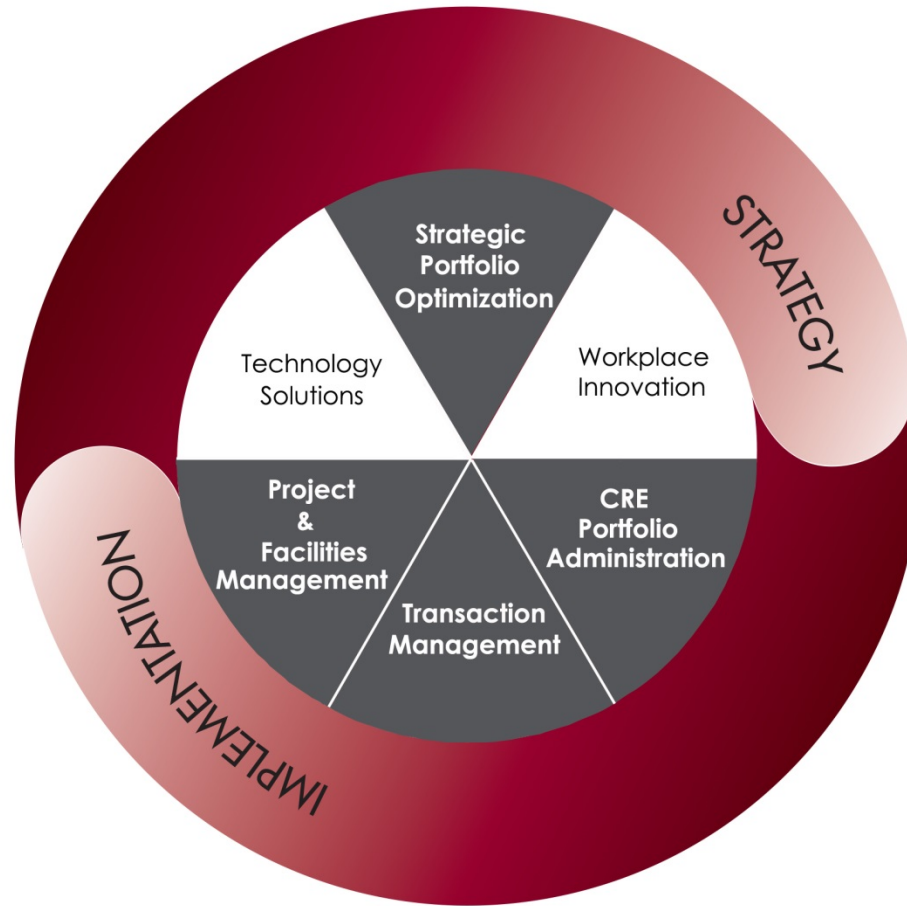 STRATEGY
Strategic
Portfolio
Optimization
Technology
Solutions
Workplace
Innovation
Project
&
Facilities
Management
CRE
Portfolio
Administration
Transaction
Management
IMPLEMENTATION